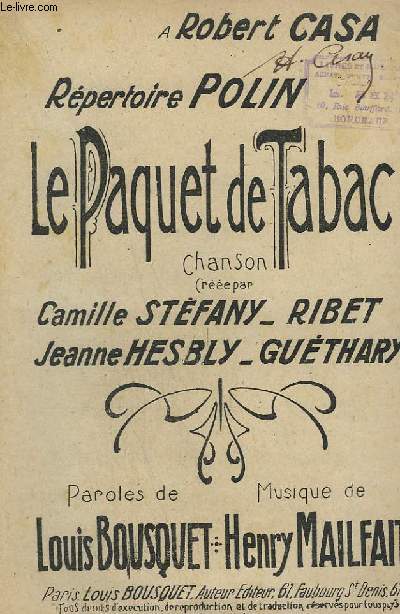 © Le-livre.com
A Robert CASA
Répertoire POLIN
BORDEAUX
Le Paquet de Tabac
Chanson
Créée par
Camille STÉFANY_ RIBET
Jeanne HESBLY_ GUÉTHARY
Paroles de Musique de
Louis BOUSQUET Henry MAILFAIT
Paris, Louis BOUSQUET, Auteur Editeur, 61, Faubourg St Denis, 61
Tous droits d'exécution, de reproduction et de traduction, réservés pour tous pays